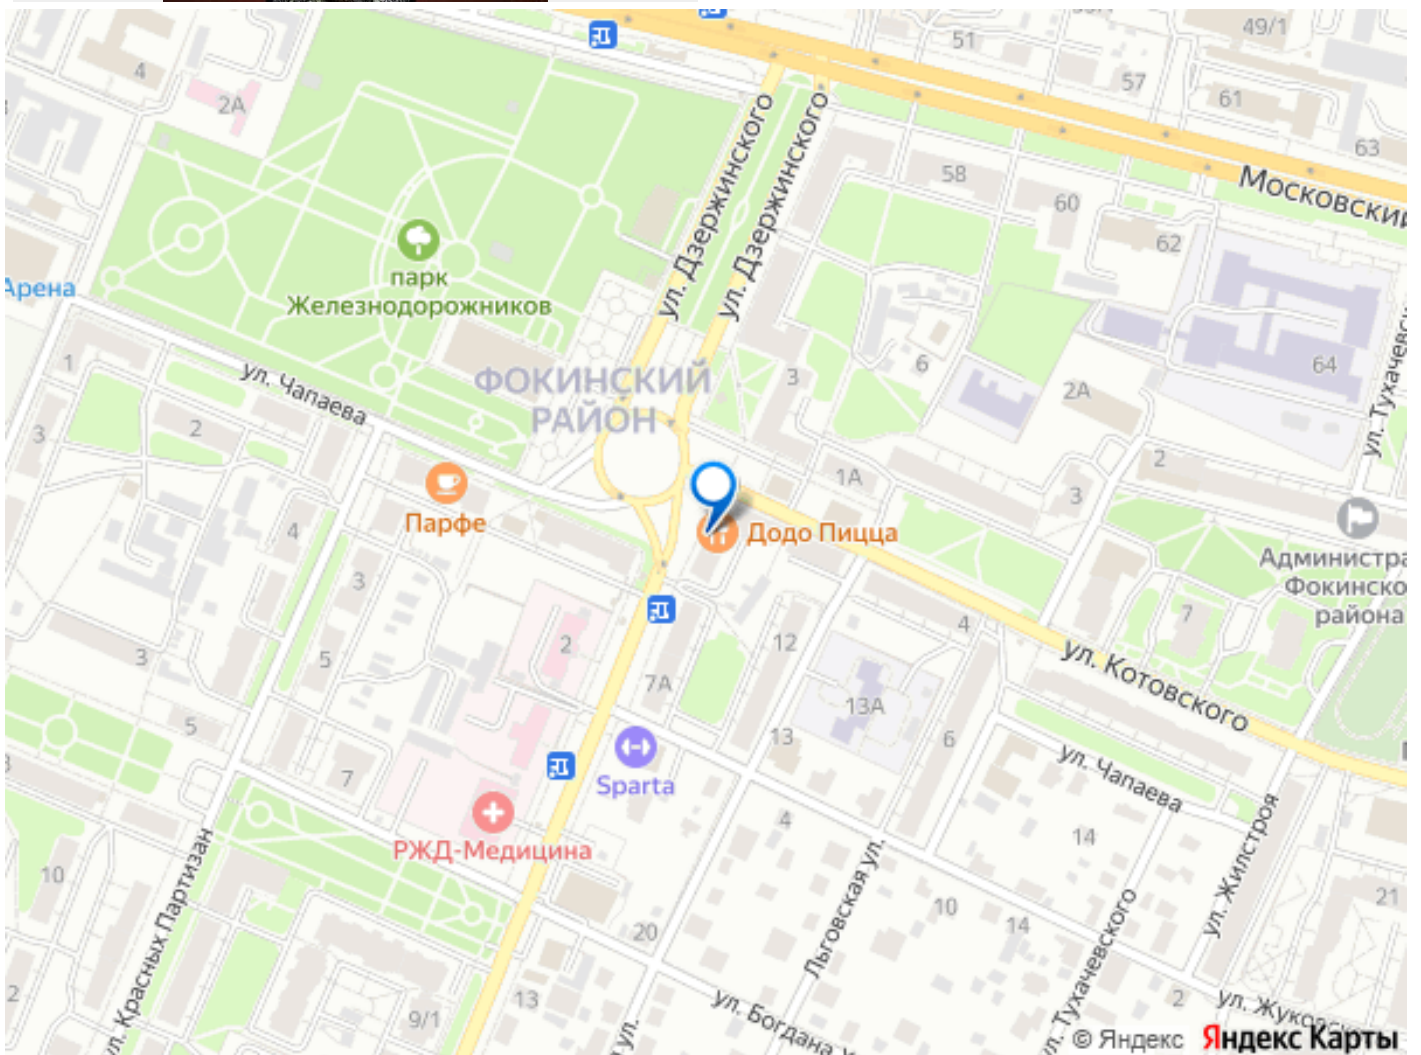 51
49/1
57
61
63
4
2А
58
60
62
ул. Дзержинского
ул. Дзержинского
Московский
парк
Железнодорожников
Арена
1
ул. Чапаева
ФОКИНСКИЙ
РАЙОН
3
6
2А
64
3
2
1А
3
2
Парфе
Додо Пицца
Администра
Фокинско
района
4
3
2
12
4
7
ул. Котовского
3
5
7А
13А
5
13
6
7
Sparta
ул. Чапаева
РЖД-Медицина
4
14
10
ул. Красных Партизан
Льговская ул.
ул. Тухачевского
ул. Жилстроя
21
10
14
20
2
13
9/1
2
ул. Богдана
ул.
© Яндекс Яндекс Карты